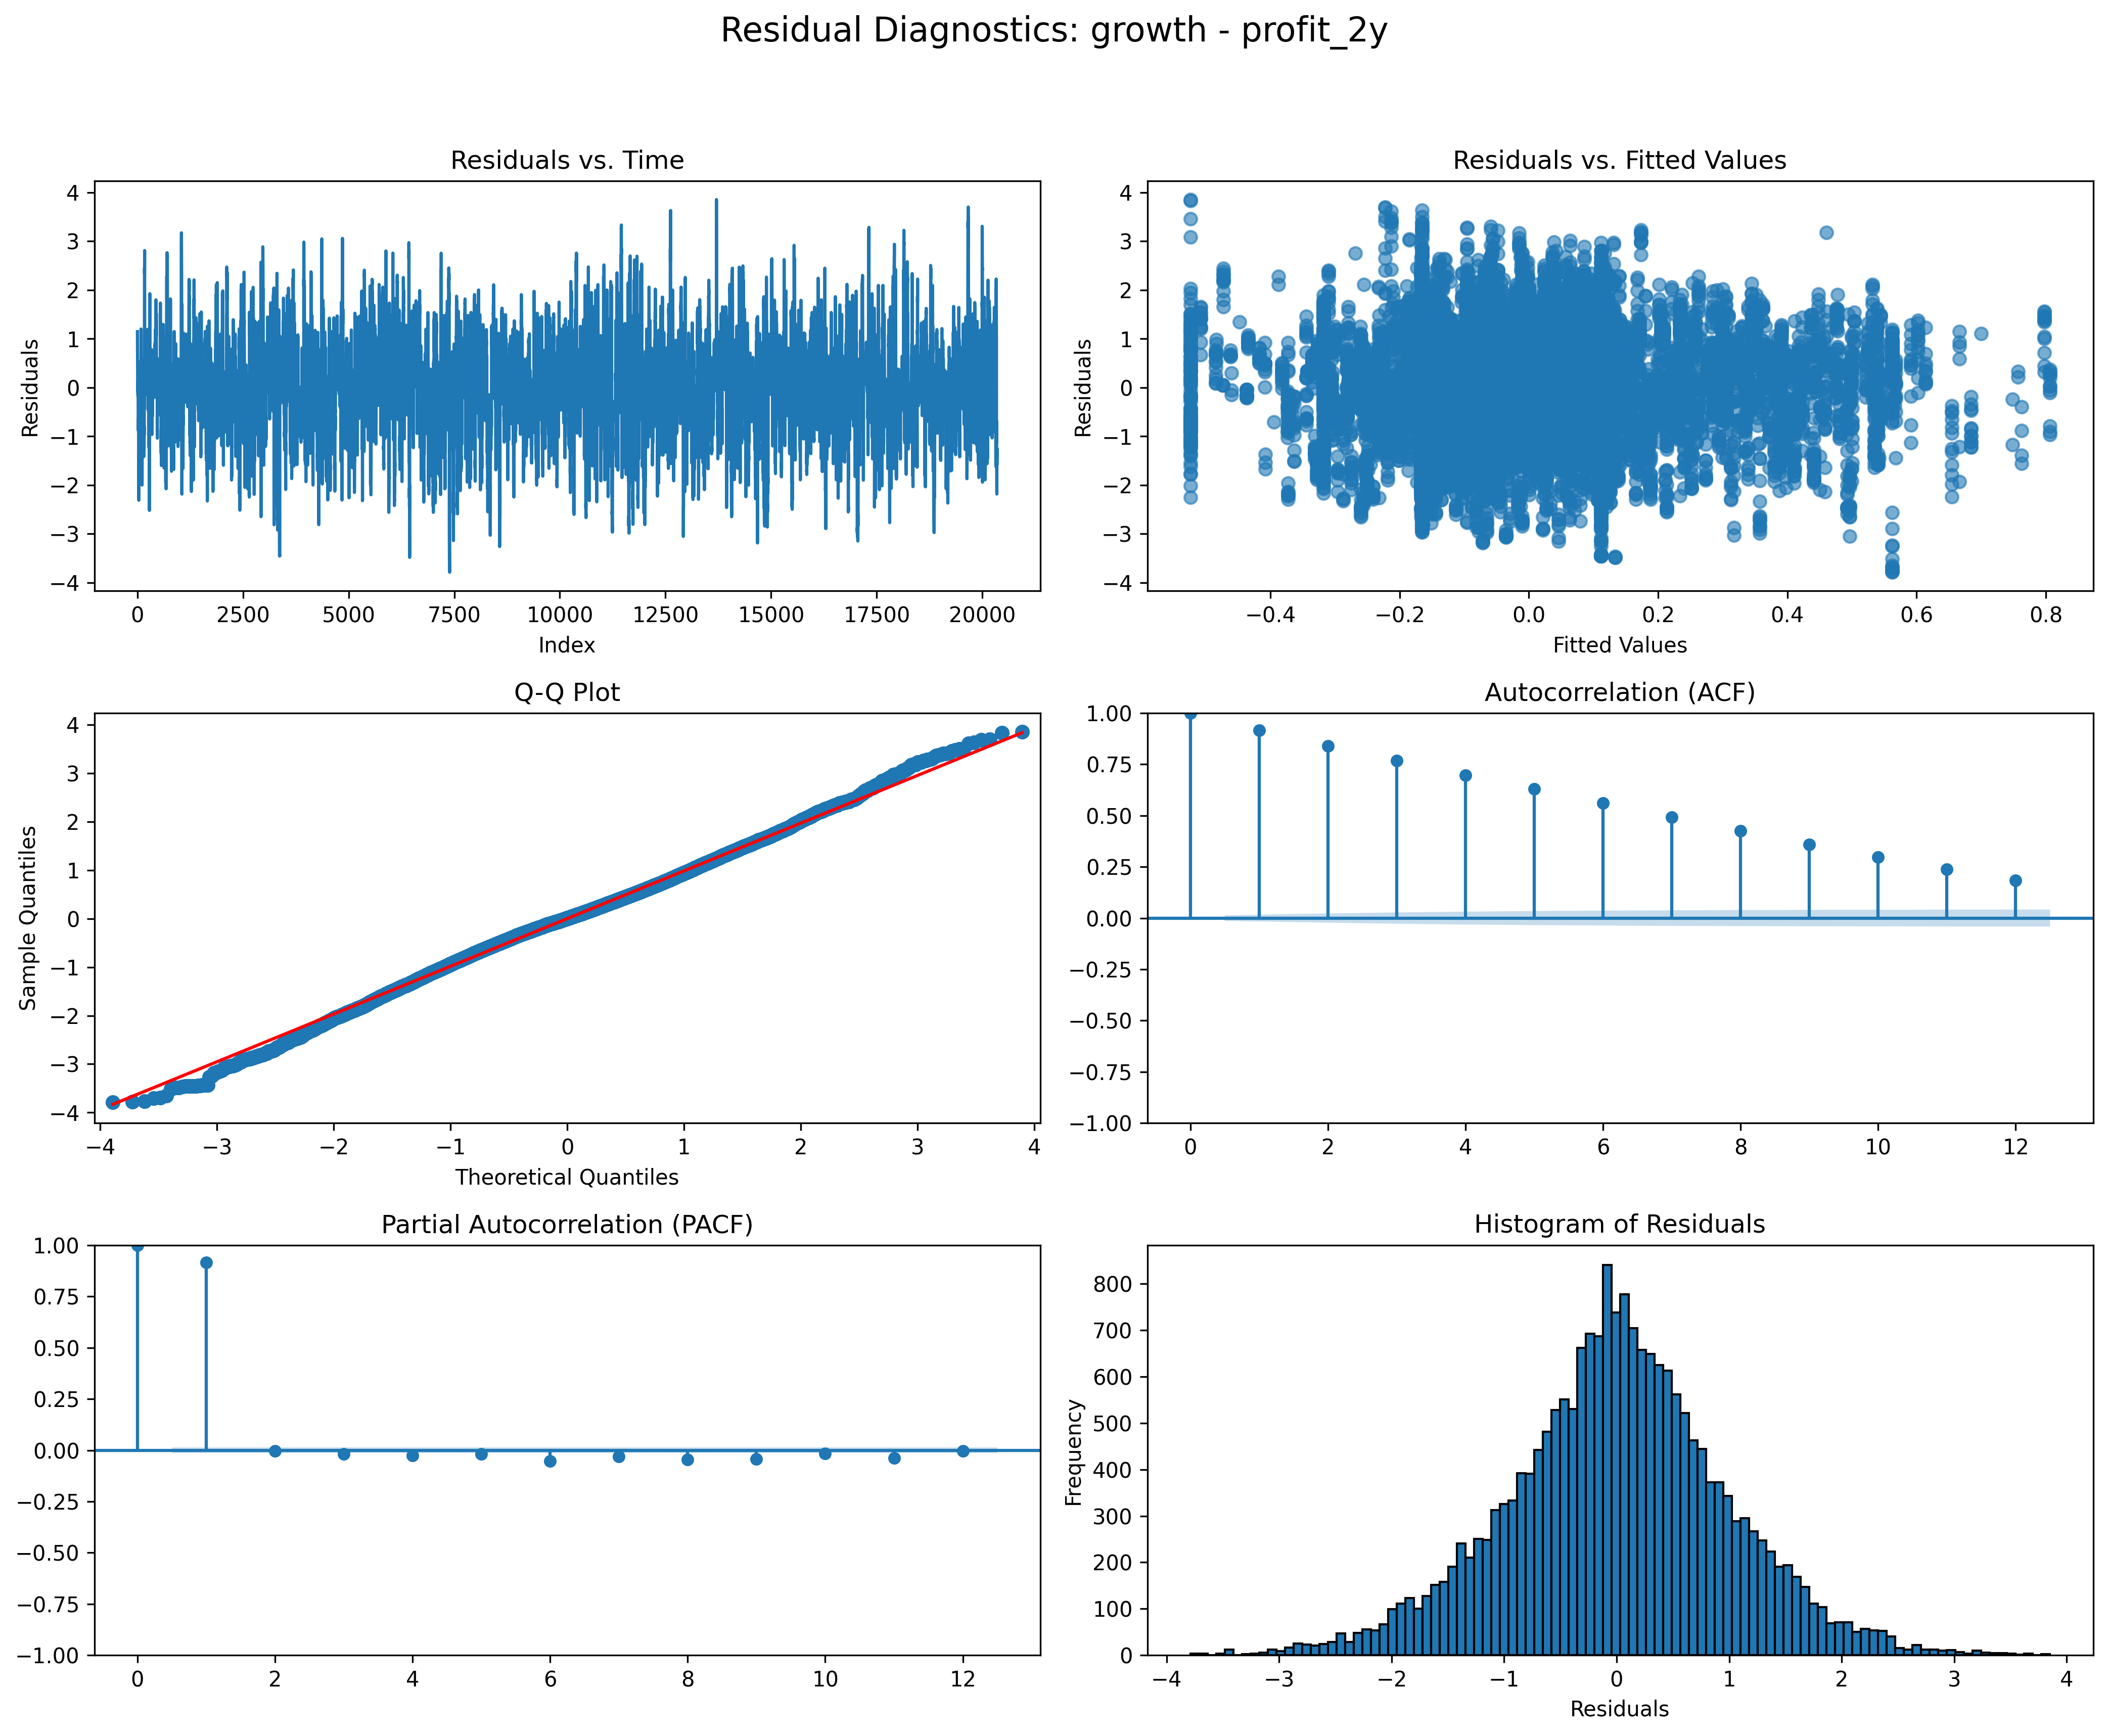 Residual Diagnostics: growth - profit_2y
Residuals vs. Time
Residuals
4
3
2
1
0
−1
−2
−3
−4
0 2500 5000 7500 10000 12500 15000 17500 20000
Index
Residuals vs. Fitted Values
Residuals
4
3
2
1
0
−1
−2
−3
−4
−0.4 −0.2 0.0 0.2 0.4 0.6 0.8
Fitted Values
Q-Q Plot
Sample Quantiles
4
3
2
1
0
−1
−2
−3
−4
−4 −3 −2 −1 0 1 2 3 4
Theoretical Quantiles
Autocorrelation (ACF)
1.00
0.75
0.50
0.25
0.00
−0.25
−0.50
−0.75
−1.00
0 2 4 6 8 10 12
Partial Autocorrelation (PACF)
1.00
0.75
0.50
0.25
0.00
−0.25
−0.50
−0.75
−1.00
0 2 4 6 8 10 12
Histogram of Residuals
Frequency
800
700
600
500
400
300
200
100
0
−4 −3 −2 −1 0 1 2 3 4
Residuals